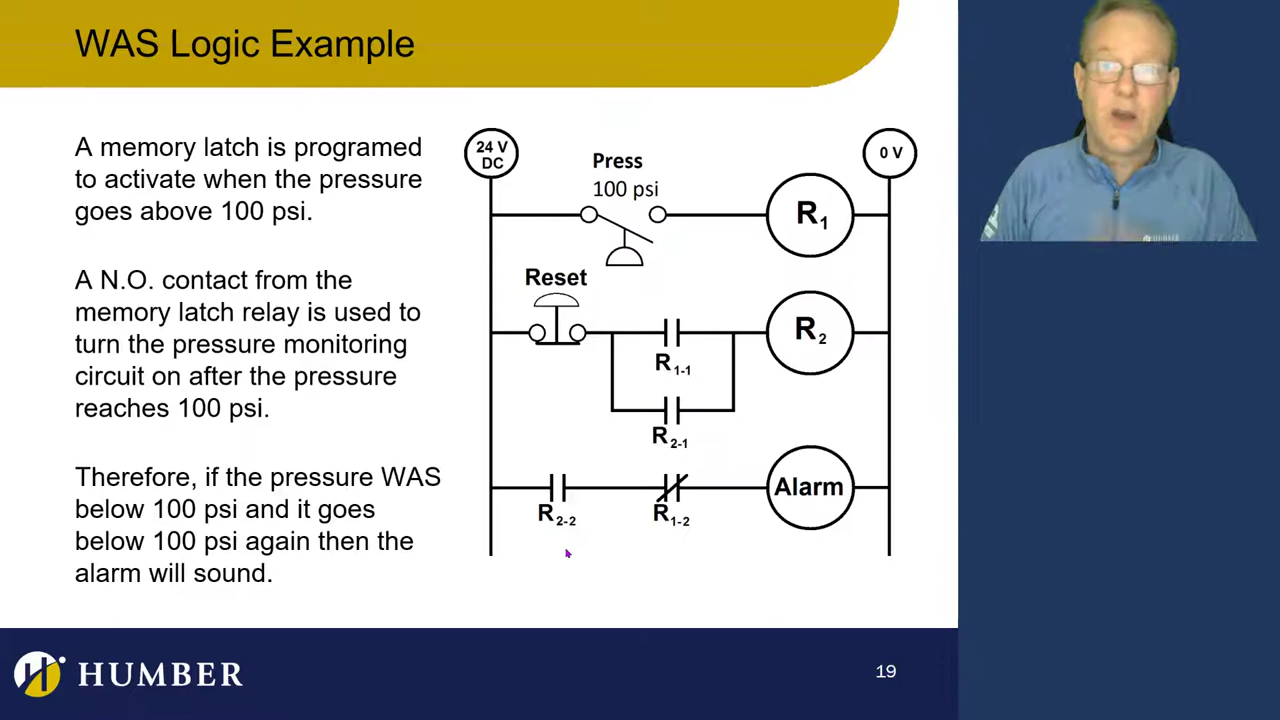 WAS Logic Example
A memory latch is programed
to activate when the pressure
goes above 100 psi.
A N.O. contact from the
memory latch relay is used to
turn the pressure monitoring
circuit on after the pressure
reaches 100 psi.
Therefore, if the pressure WAS
below 100 psi and it goes
below 100 psi again then the
alarm will sound.
24 V
DC
0 V
Press
100 psi
R1
Reset
R1-1
R2
R2-1
R2-2
R1-2
Alarm
HUMBER
19